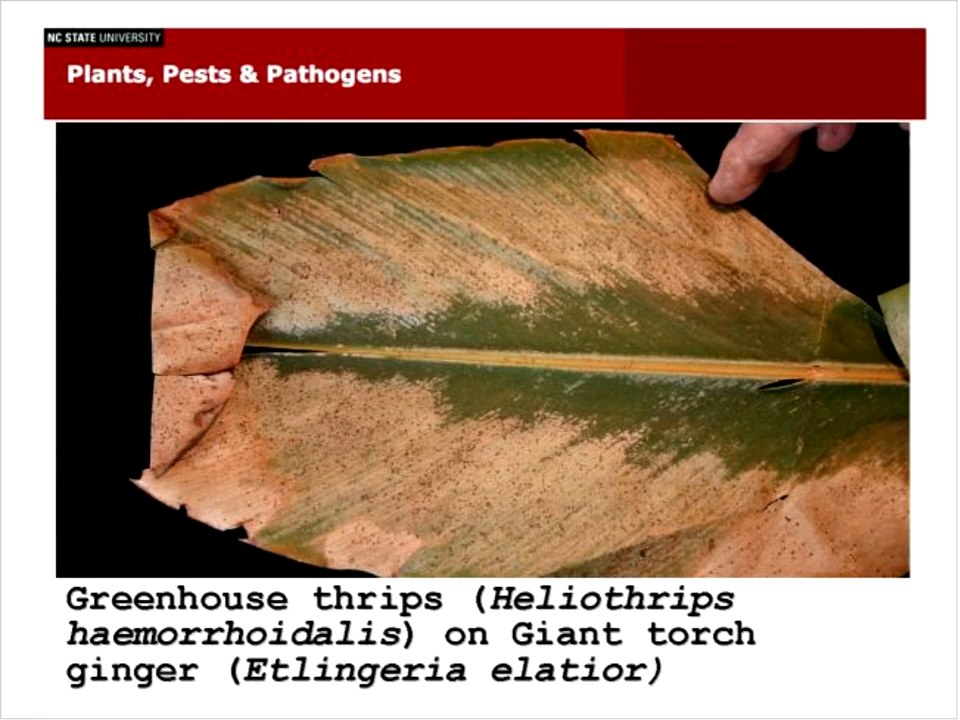 NC STATE UNIVERSITY
Plants, Pests & Pathogens
Greenhouse thrips (Heliothrips
haemorrhoidalis) on Giant torch
ginger (Etlingeria elatior)